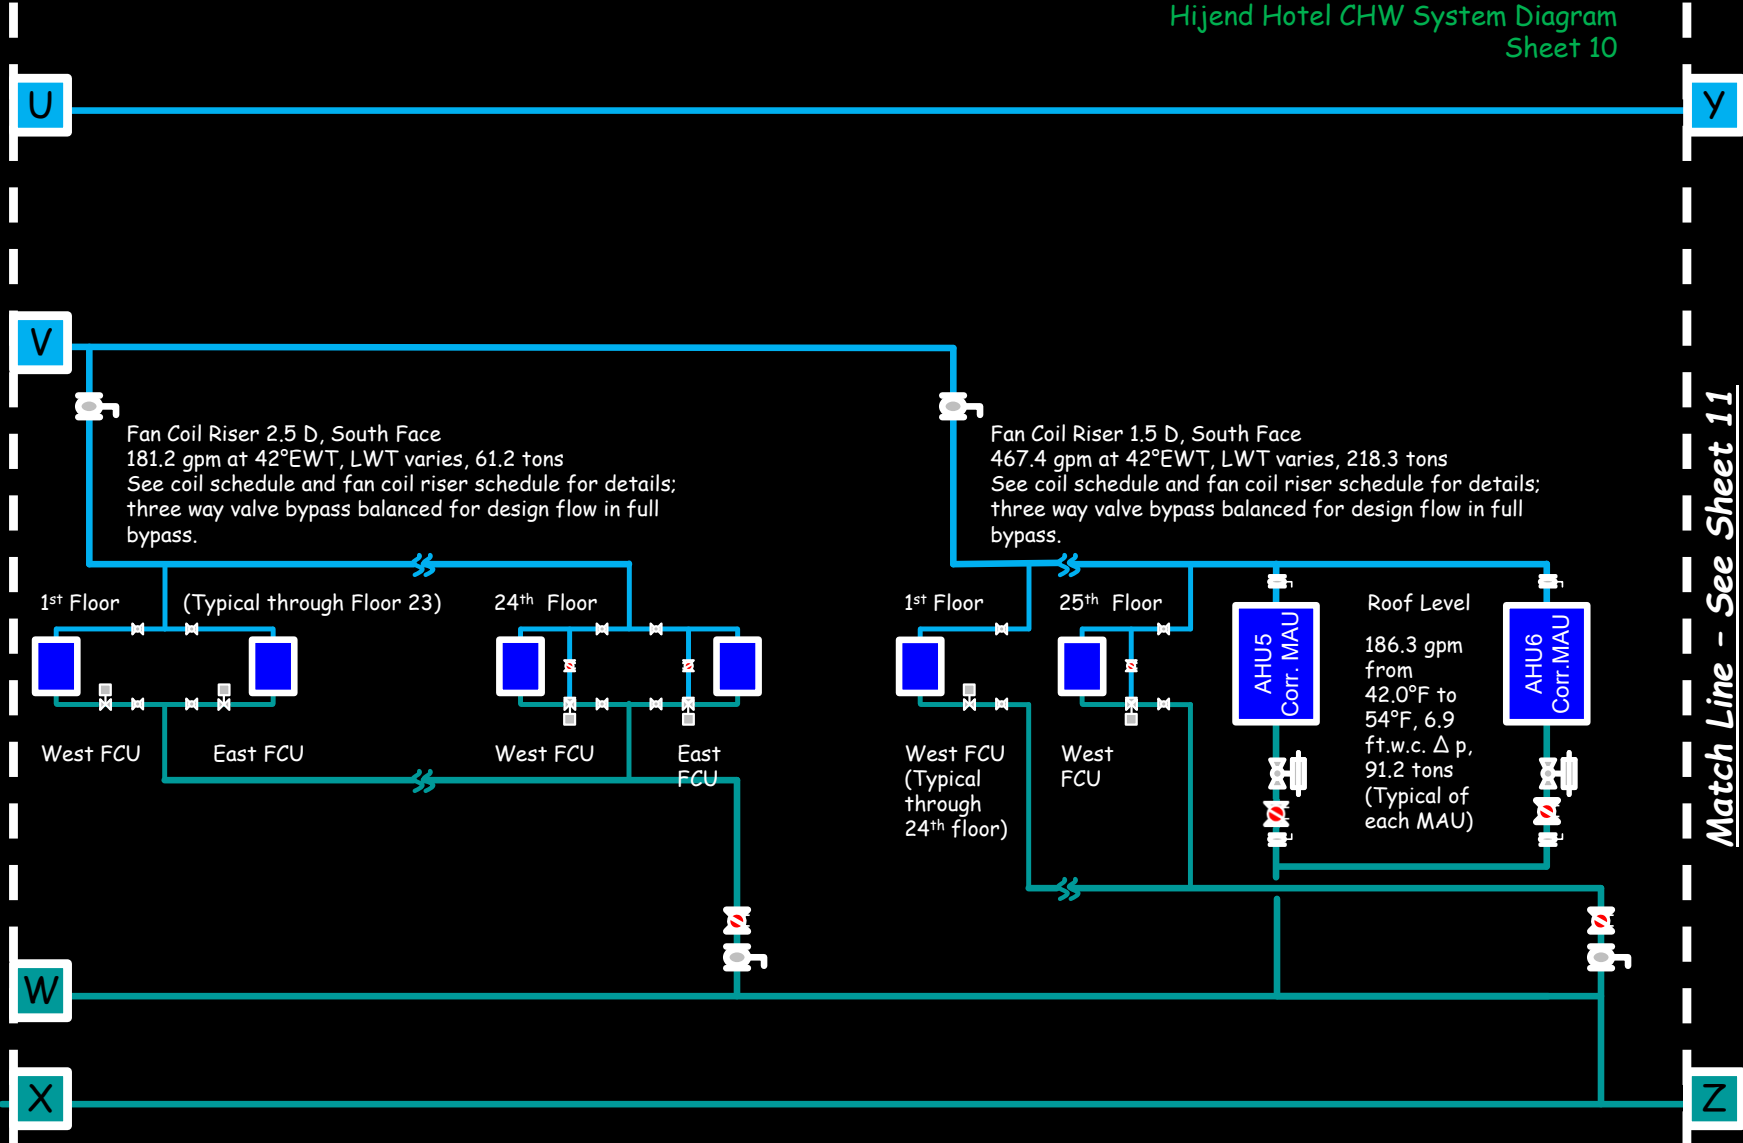 Hijend Hotel CHW System Diagram
Sheet 10
U
Y
V
Fan Coil Riser 2.5 D, South Face
181.2 gpm at 42°EWT, LWT varies, 61.2 tons
See coil schedule and fan coil riser schedule for details;
three way valve bypass balanced for design flow in full
bypass.
Fan Coil Riser 1.5 D, South Face
467.4 gpm at 42°EWT, LWT varies, 218.3 tons
See coil schedule and fan coil riser schedule for details;
three way valve bypass balanced for design flow in full
bypass.
1st Floor
(Typical through Floor 23)
24th Floor
1st Floor
25th Floor
Roof Level
AHU5
Corr. MAU
186.3 gpm
from
42.0°F to
54°F, 6.9
ft.w.c. Δ p,
91.2 tons
(Typical of
each MAU)
AHU6
Corr.MAU
West FCU
East FCU
West FCU
East
FCU
West FCU
(Typical
through
24th floor)
West
FCU
Match Line – See Sheet 11
W
X
Z